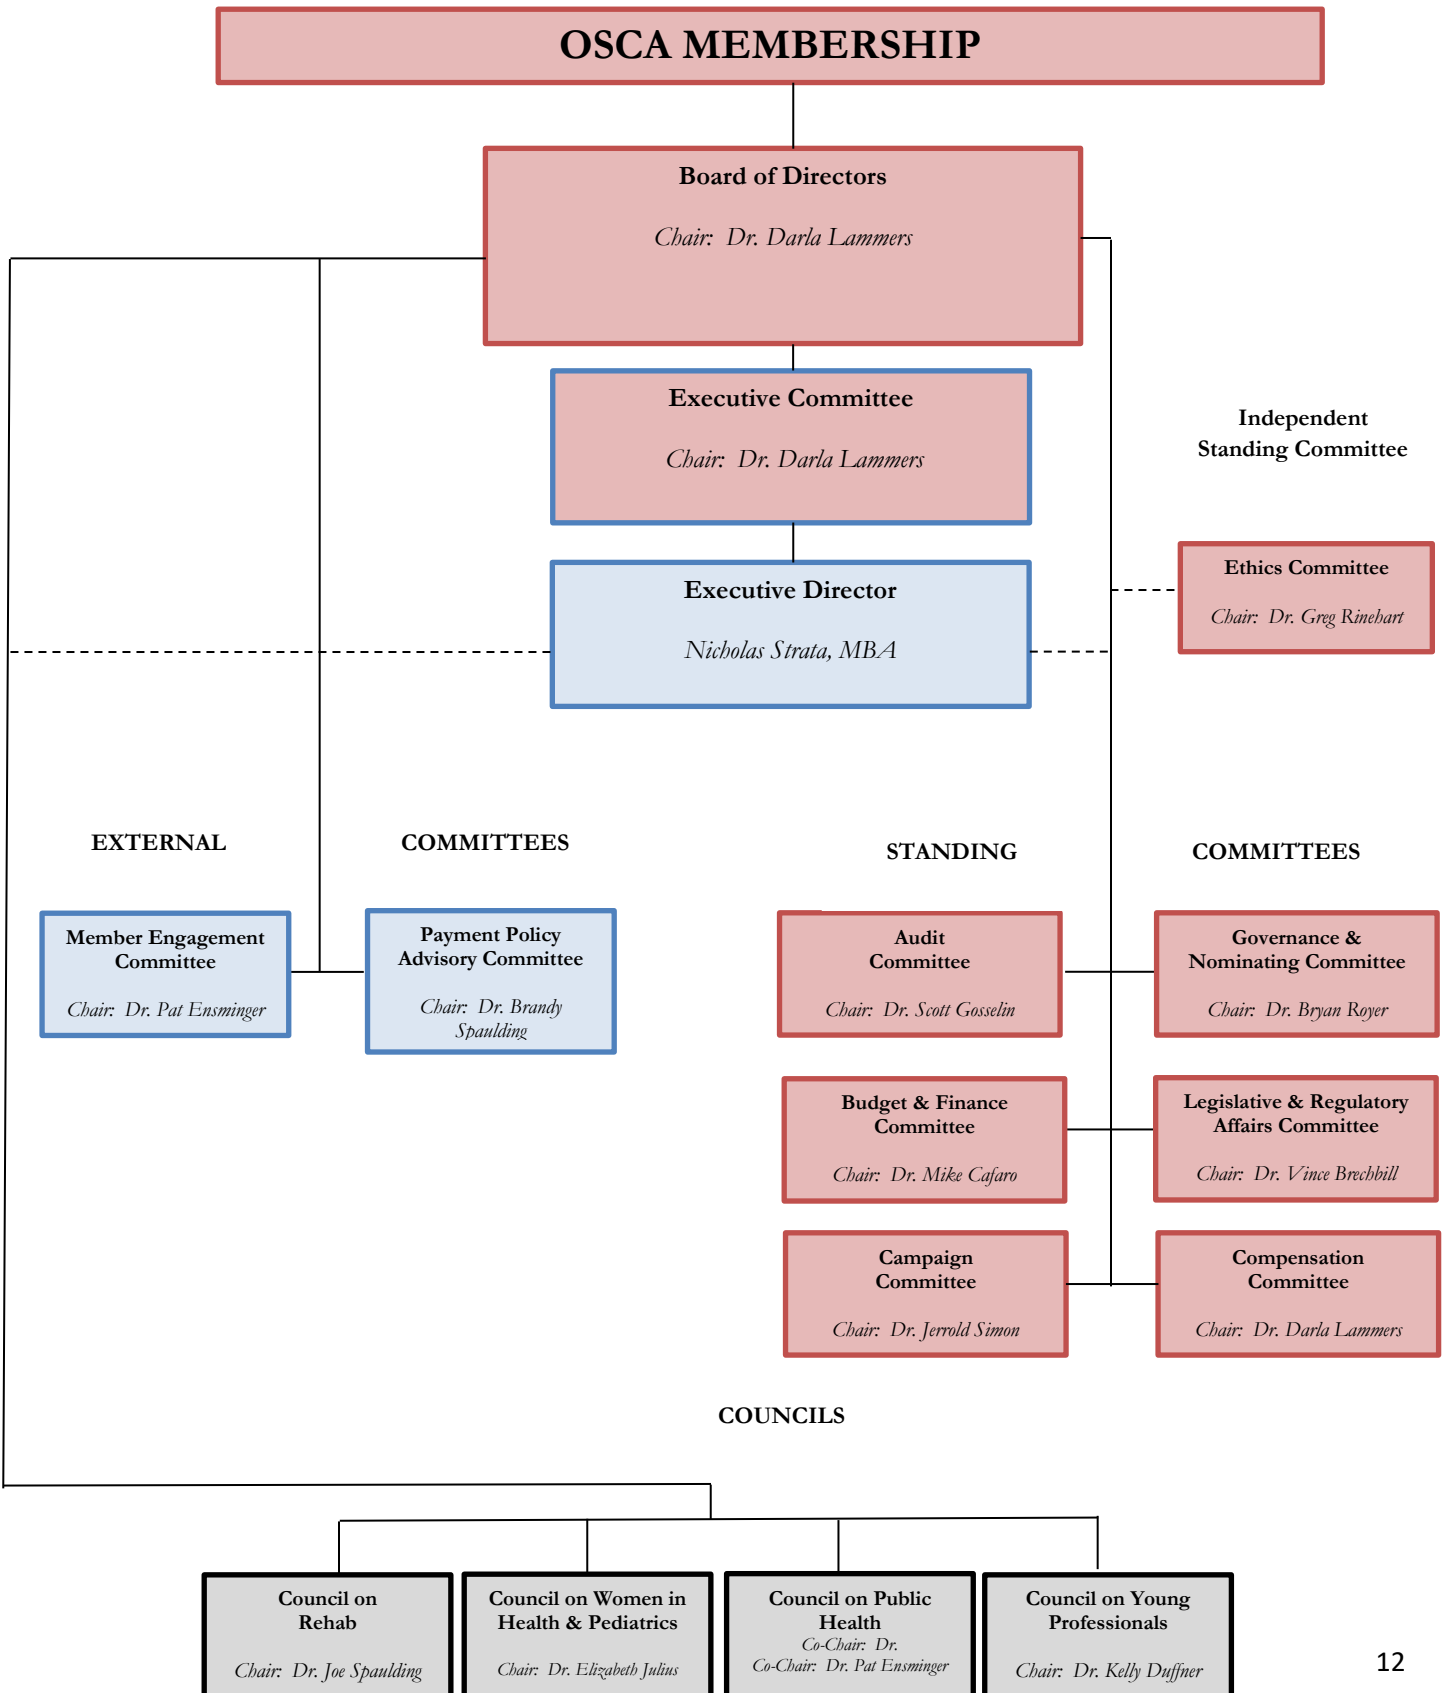 OSCA MEMBERSHIP
Board of Directors
Chair: Dr. Darla Lammers
Executive Committee
Chair: Dr. Darla Lammers
Independent
Standing Committee
Executive Director
Nicholas Strata, MBA
Ethics Committee
Chair: Dr. Greg Rinehart
EXTERNAL COMMITTEES
Member Engagement
Committee
Chair: Dr. Pat Ensminger
Payment Policy
Advisory Committee
Chair: Dr. Brandy
Spaulding
STANDING COMMITTEES
Audit
Committee
Chair: Dr. Scott Gosselin
Governance &
Nominating Committee
Chair: Dr. Bryan Royer
Budget & Finance
Committee
Chair: Dr. Mike Cafaro
Legislative & Regulatory
Affairs Committee
Chair: Dr. Vince Brechbill
Campaign
Committee
Chair: Dr. Jerrold Simon
Compensation
Committee
Chair: Dr. Darla Lammers
COUNCILS
Council on
Rehab
Chair: Dr. Joe Spaulding
Council on Women in
Health & Pediatrics
Chair: Dr. Elizabeth Julius
Council on Public
Health
Co-Chair: Dr.
Co-Chair: Dr. Pat Ensminger
Council on Young
Professionals
Chair: Dr. Kelly Duffner
12